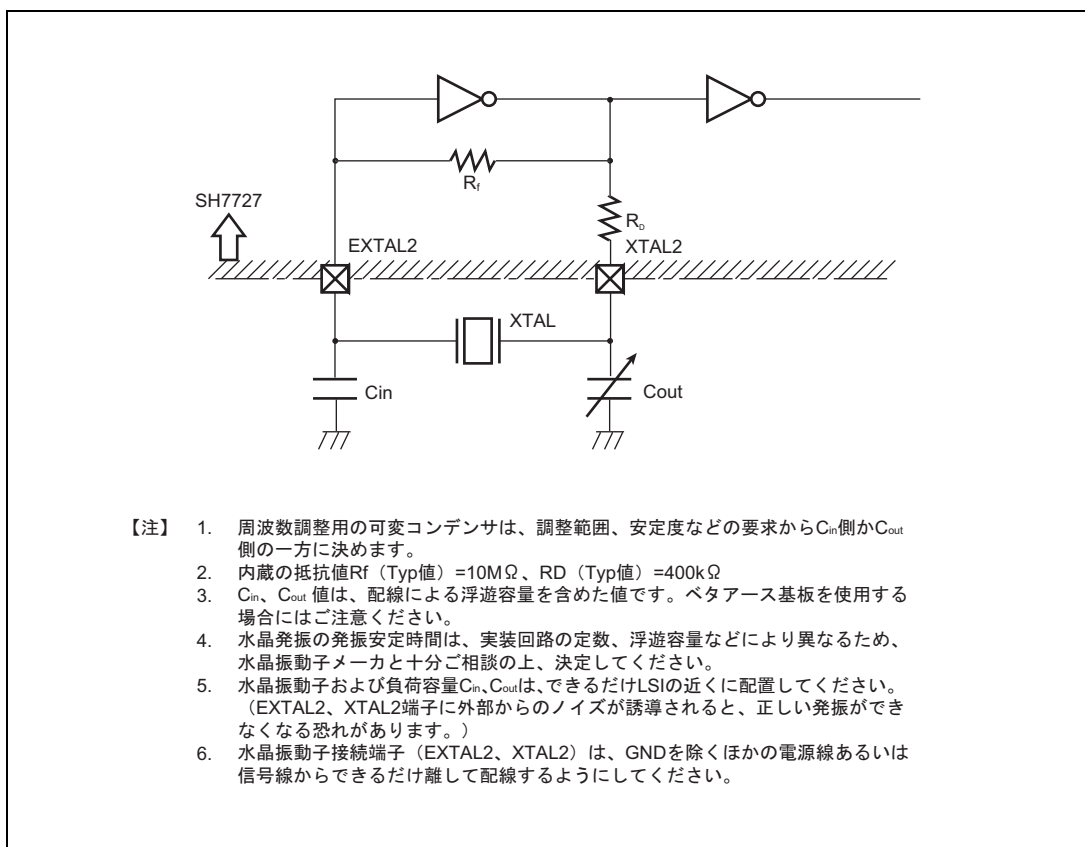 Rf
SH7727
RD
EXTAL2
XTAL2
XTAL
Cin
Cout
【注】 1. 周波数調整用の可変コンデンサは、調整範囲、安定度などの要求からCin側かCout
側の一方に決めます。
2. 内蔵の抵抗値Rf（Typ値）=10MΩ、RD（Typ値）=400kΩ
3. Cin、Cout 値は、配線による浮遊容量を含めた値です。ベタアース基板を使用する
場合にはご注意ください。
4. 水晶発振の発振安定時間は、実装回路の定数、浮遊容量などにより異なるため、
水晶振動子メーカと十分ご相談の上、決定してください。
5. 水晶振動子および負荷容量Cin、Coutは、できるだけLSIの近くに配置してください。
（EXTAL2、XTAL2端子に外部からのノイズが誘導されると、正しい発振ができ
なくなる恐れがあります。）
6. 水晶振動子接続端子（EXTAL2、XTAL2）は、GNDを除くほかの電源線あるいは
信号線からできるだけ離して配線するようにしてください。